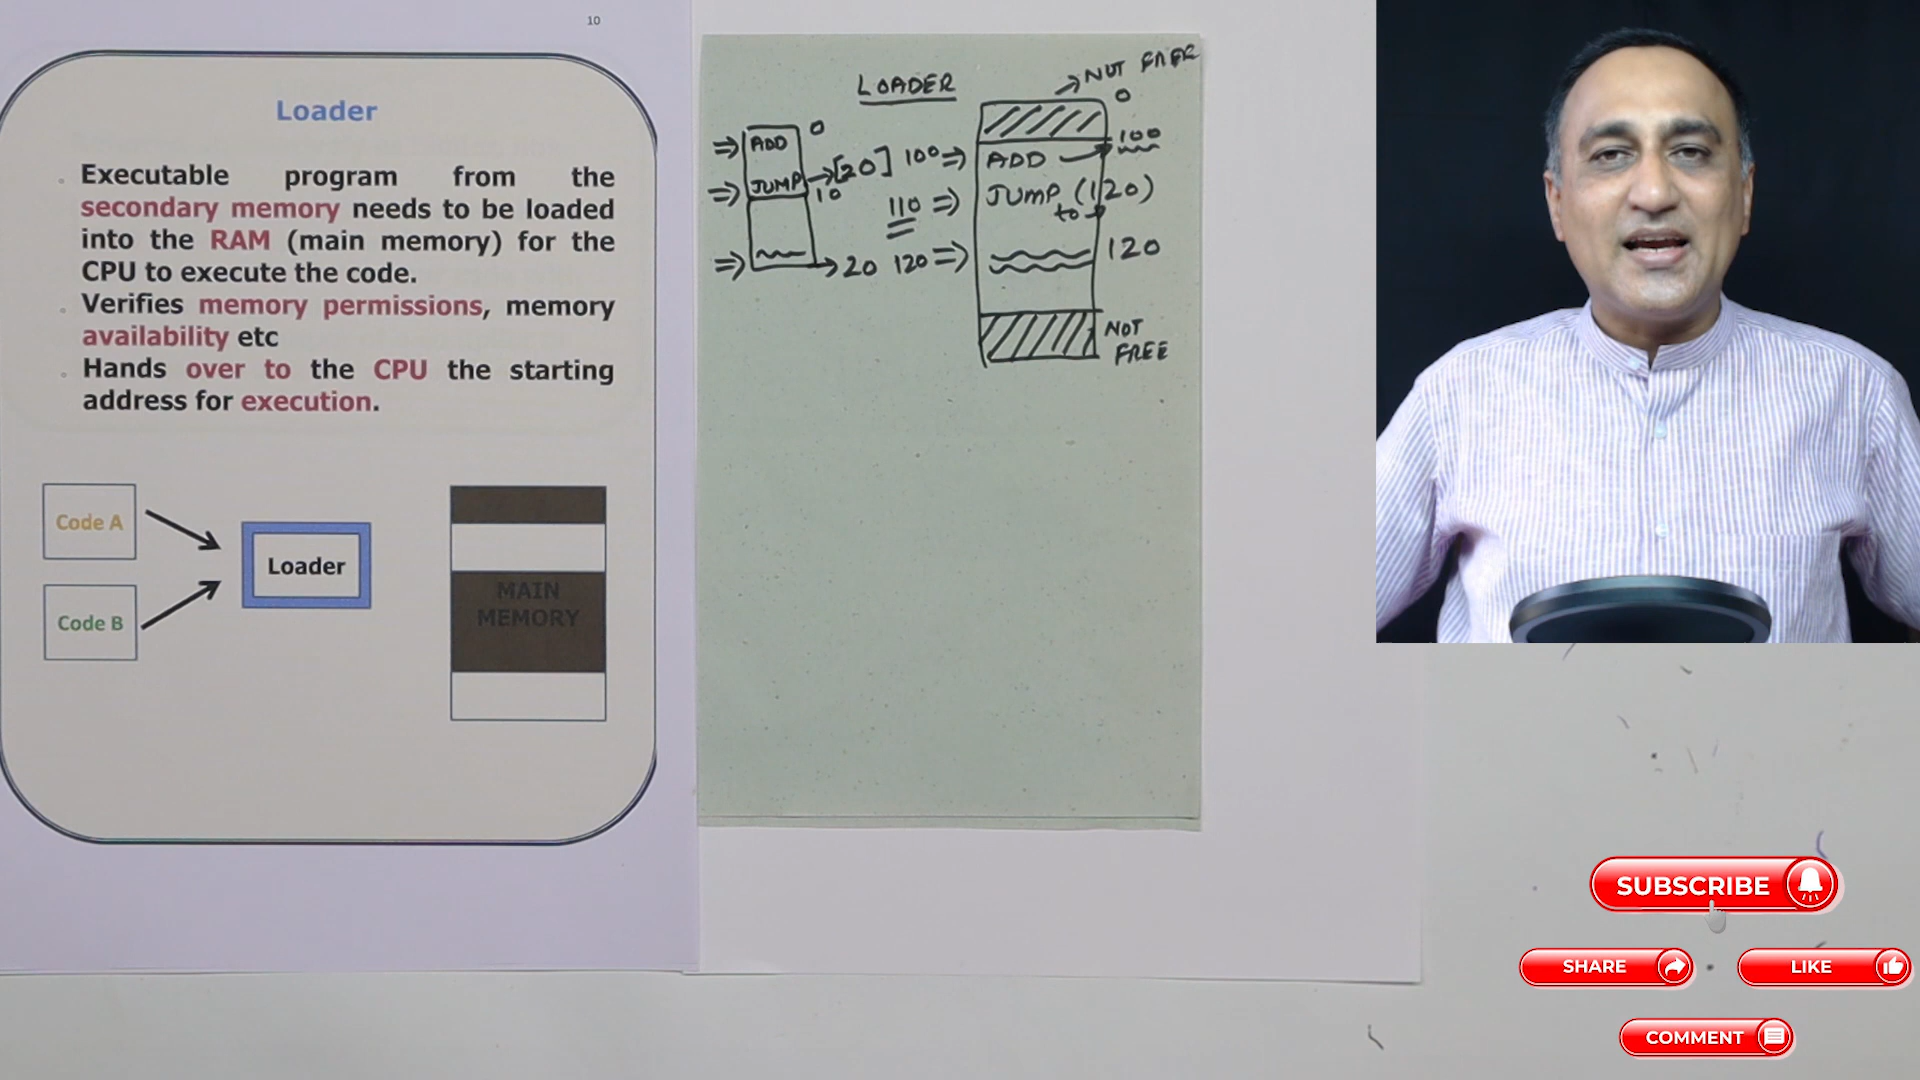 10
Loader
Executable program from the
secondary memory needs to be loaded
into the RAM (main memory) for the
CPU to execute the code.
Verifies memory permissions, memory
availability etc
Hands over to the CPU the starting
address for execution.
Code A
Code B
Loader
MAIN
MEMORY
LOADER
NOT FREE
0
0
ADD
JUMP
[20]
10
20
100
ADD
100
110
JUMP (120)
to
120
120
NOT
FREE
SUBSCRIBE
SHARE
LIKE
COMMENT